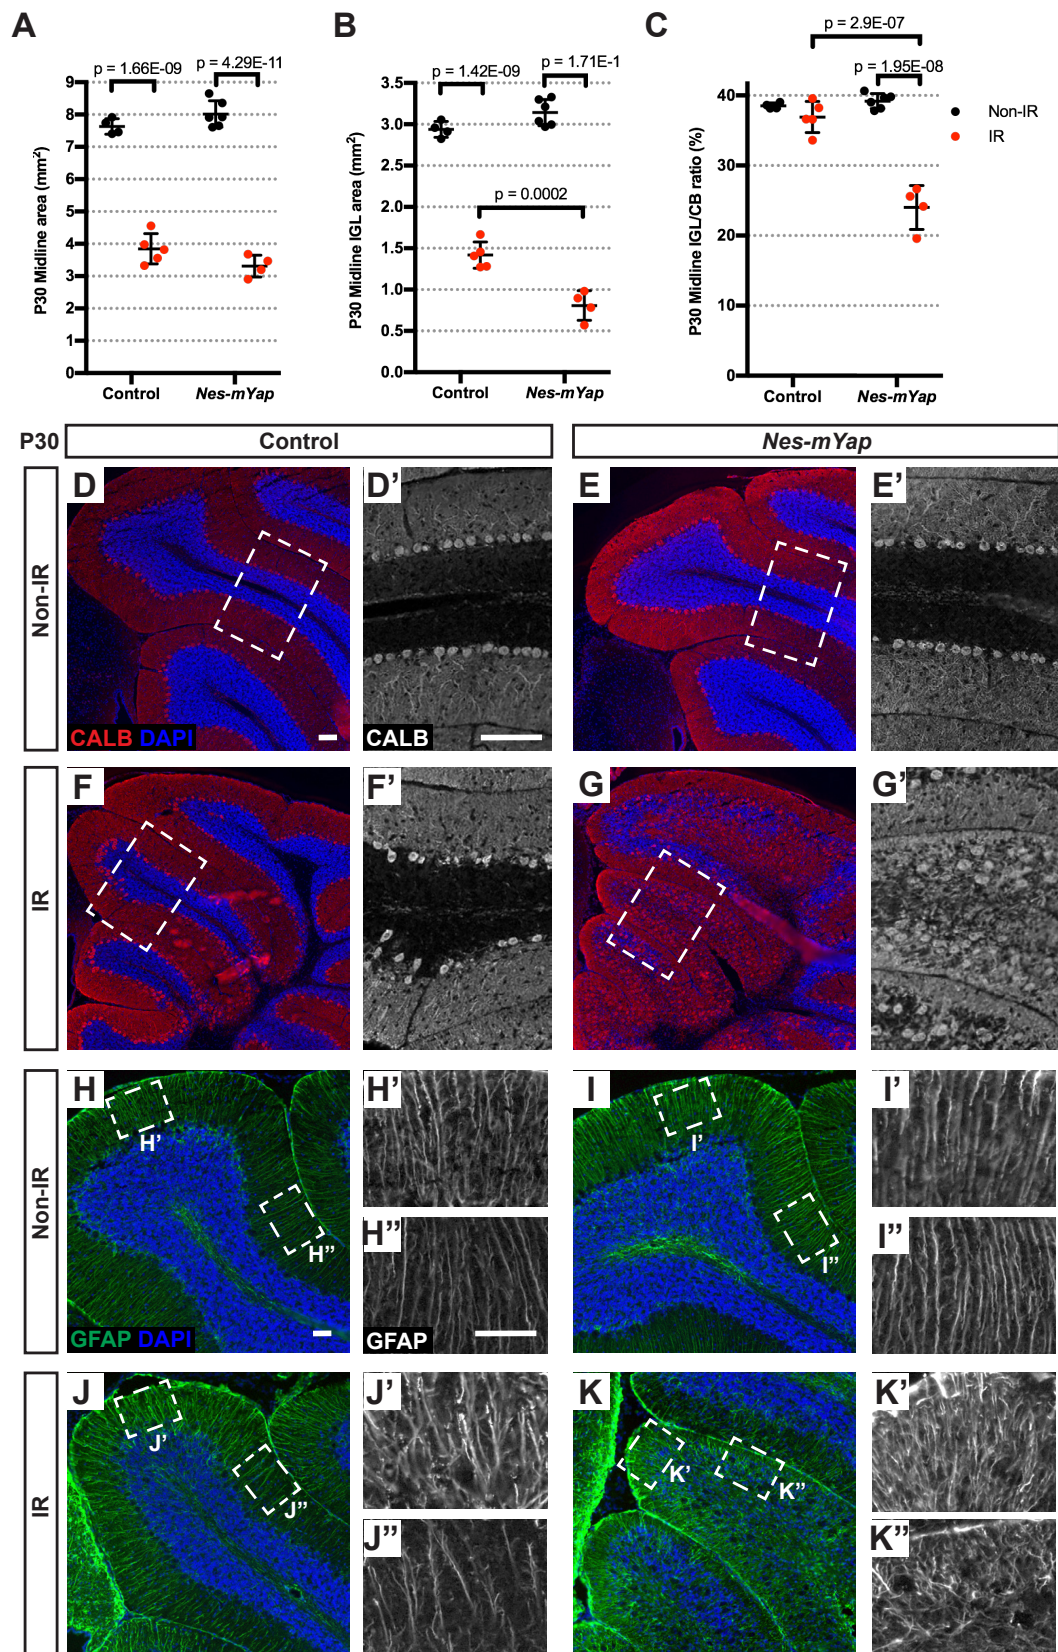 A
B
C
p = 1.66E-09
p = 4.29E-11
p = 1.42E-09
p = 1.71E-1
p = 0.0002
p = 2.9E-07
p = 1.95E-08
P30 Midline area (mm²)
9
8
7
6
5
4
3
2
1
0
Control
Nes-mYap
P30 Midline IGL area (mm²)
3.5
3.0
2.5
2.0
1.5
1.0
0.5
0.0
Control
Nes-mYap
P30 Midline IGL/CB ratio (%)
40
30
20
10
0
Control
Nes-mYap
Non-IR
IR
P30
Control
Nes-mYap
Non-IR
D
CALB DAPI
D'
CALB
E
E'
IR
F
F'
G
G'
Non-IR
H
H'
H''
GFAP DAPI
H'
H''
GFAP
I
I'
I''
I'
I''
IR
J
J'
J''
J'
J''
K
K'
K''
K'
K''